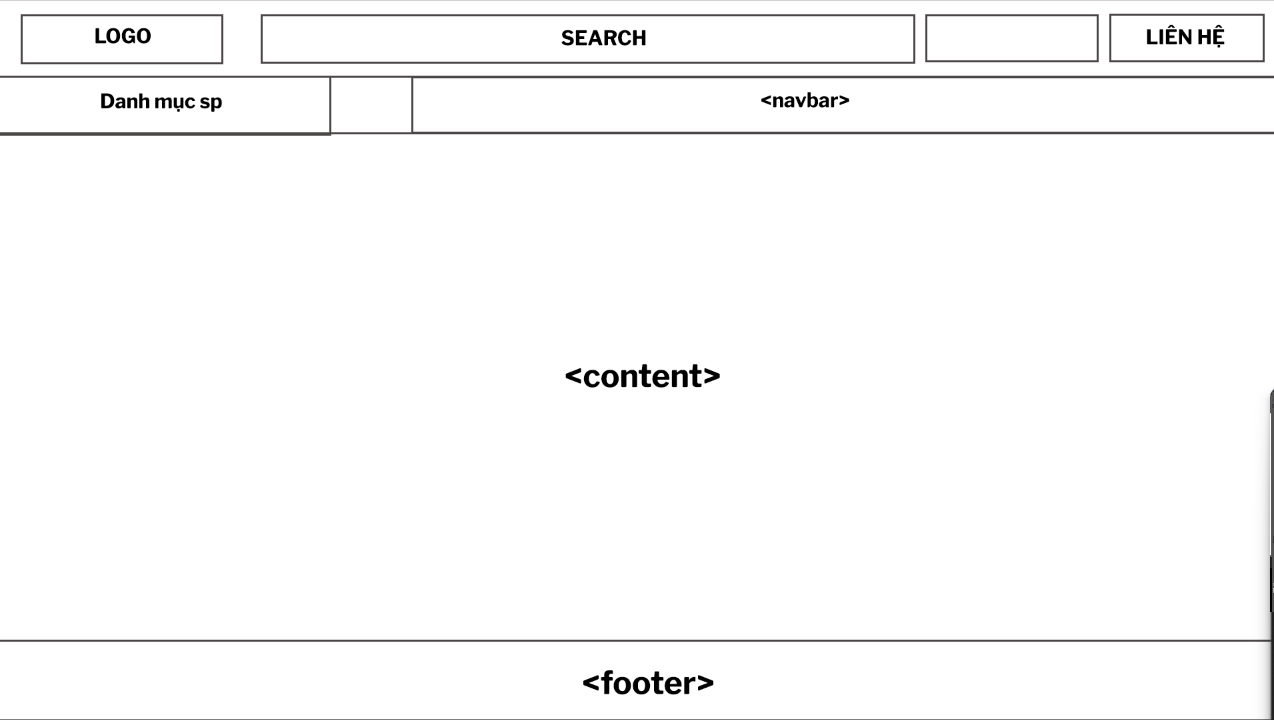 LOGO
SEARCH
LIÊN HỆ
Danh mục sp
<navbar>
<content>
<footer>